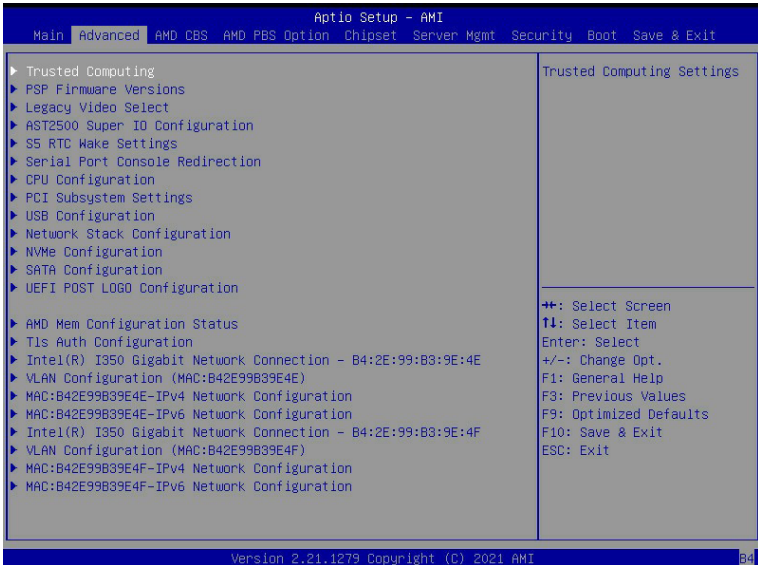 Aptio Setup – AMI
Main Advanced AMD CBS AMD PBS Option Chipset Server Mgmt Security Boot Save & Exit
Trusted Computing
PSP Firmware Versions
Legacy Video Select
AST2500 Super IO Configuration
S5 RTC Wake Settings
Serial Port Console Redirection
CPU Configuration
PCI Subsystem Settings
USB Configuration
Network Stack Configuration
NVMe Configuration
SATA Configuration
UEFI POST LOGO Configuration
AMD Mem Configuration Status
Tls Auth Configuration
Intel(R) I350 Gigabit Network Connection – B4:2E:99:B3:9E:4E
VLAN Configuration (MAC:B42E99B39E4E)
MAC:B42E99B39E4E-IPv4 Network Configuration
MAC:B42E99B39E4E-IPv6 Network Configuration
Intel(R) I350 Gigabit Network Connection – B4:2E:99:B3:9E:4F
VLAN Configuration (MAC:B42E99B39E4F)
MAC:B42E99B39E4F-IPv4 Network Configuration
MAC:B42E99B39E4F-IPv6 Network Configuration
Trusted Computing Settings
→←: Select Screen
↑↓: Select Item
Enter: Select
+/-: Change Opt.
F1: General Help
F3: Previous Values
F9: Optimized Defaults
F10: Save & Exit
ESC: Exit
Version 2.21.1279 Copyright (C) 2021 AMI
B4